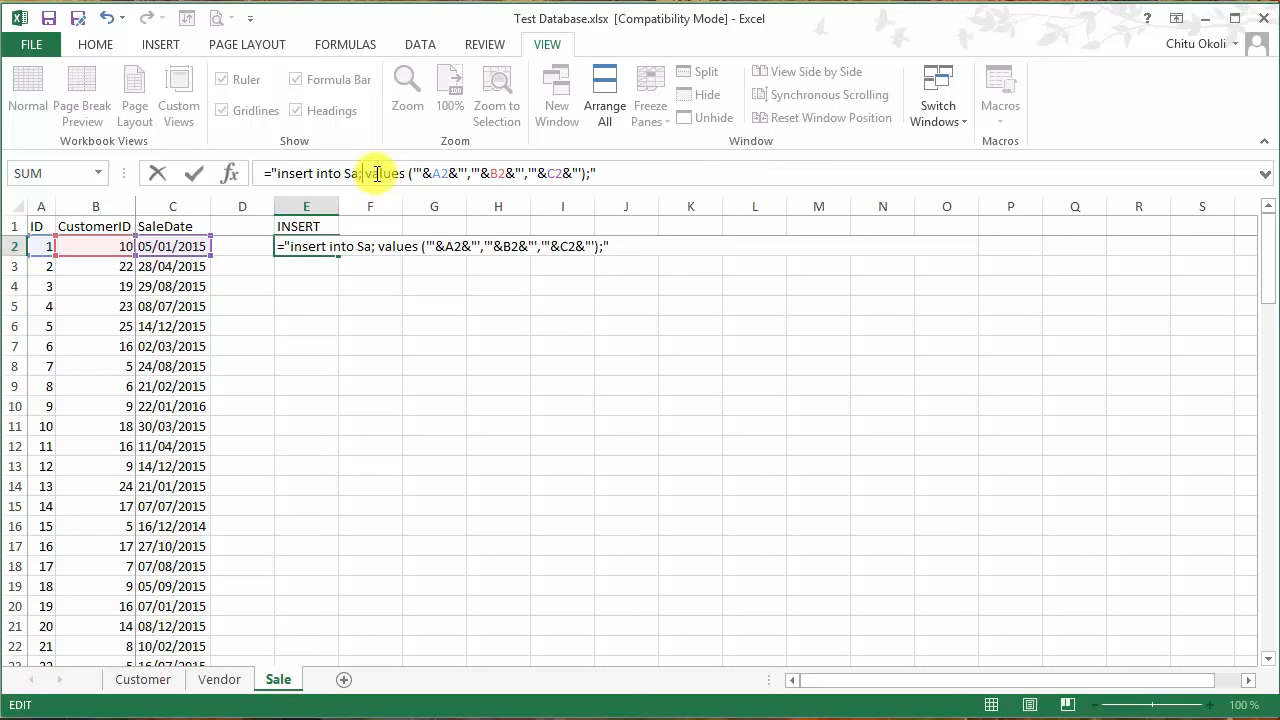 Test Database.xlsx [Compatibility Mode] - Excel
FILE HOME INSERT PAGE LAYOUT FORMULAS DATA REVIEW VIEW Chitu Okoli
Normal Page Break Preview Page Layout Custom Views
Workbook Views
Ruler Formula Bar
Gridlines Headings
Show
Zoom 100% Zoom to Selection
Zoom
New Window Arrange All Freeze Panes
Split
Hide
Unhide
View Side by Side
Synchronous Scrolling
Reset Window Position
Window
Switch Windows
Macros
Macros
SUM fx ="insert into Sa; values ('"&A2&"','"&B2&"','"&C2&"');"
A B C D E F G H I J K L M N O P Q R S
1 ID CustomerID SaleDate INSERT
2 1 10 05/01/2015 ="insert into Sa; values ('"&A2&"','"&B2&"','"&C2&"');"
3 2 22 28/04/2015
4 3 19 29/08/2015
5 4 23 08/07/2015
6 5 25 14/12/2015
7 6 16 02/03/2015
8 7 5 24/08/2015
9 8 6 21/02/2015
10 9 9 22/01/2016
11 10 18 30/03/2015
12 11 16 11/04/2015
13 12 9 14/12/2015
14 13 24 21/01/2015
15 14 17 07/07/2015
16 15 5 16/12/2014
17 16 17 27/10/2015
18 17 7 07/08/2015
19 18 9 05/09/2015
20 19 16 07/01/2015
21 20 14 08/12/2015
22 21 8 10/02/2015
Customer Vendor Sale
EDIT 100 %